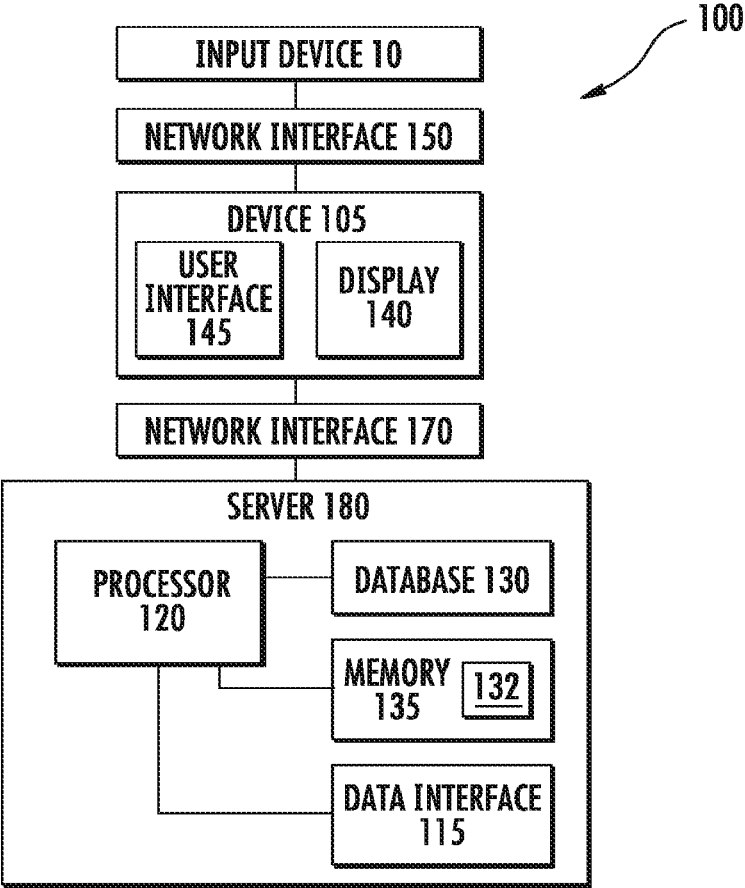 100
INPUT DEVICE 10
NETWORK INTERFACE 150
DEVICE 105
USER
INTERFACE
145
DISPLAY
140
NETWORK INTERFACE 170
SERVER 180
PROCESSOR
120
DATABASE 130
MEMORY
135
132
DATA INTERFACE
115